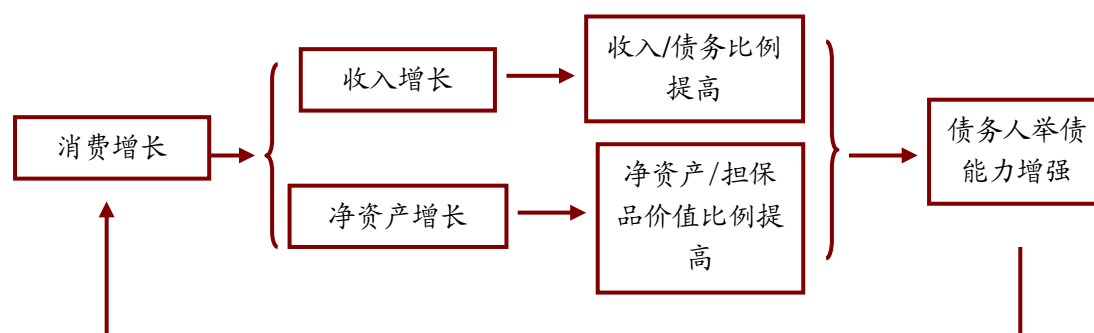 消费增长
收入增长
收入/债务比例
提高
净资产增长
净资产/担保
品价值比例提
高
债务人举债
能力增强